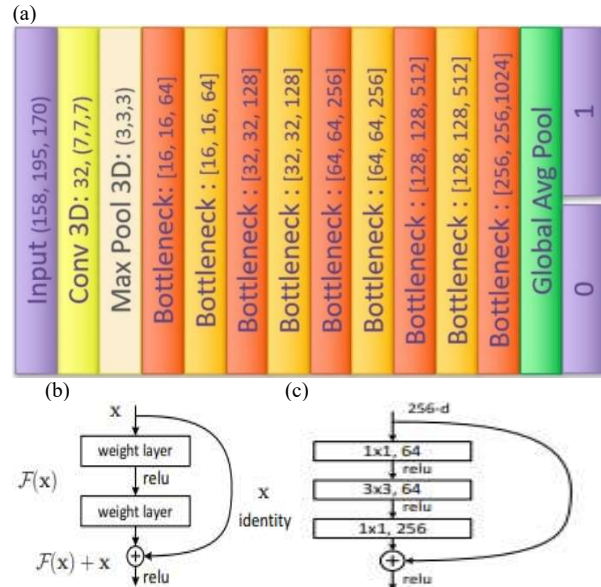 (a)
Input (158, 195, 170)
Conv 3D: 32, (7,7,7)
Max Pool 3D: (3,3,3)
Bottleneck: [16, 16, 64]
Bottleneck : [16, 16, 64]
Bottleneck : [32, 32, 128]
Bottleneck : [32, 32, 128]
Bottleneck : [64, 64, 256]
Bottleneck : [64, 64, 256]
Bottleneck : [128, 128, 512]
Bottleneck : [128, 128, 512]
Bottleneck : [256, 256,1024]
Global Avg Pool
1
0
(b)
x
weight layer
relu
F(x)
weight layer
x
identity
F(x) + x
relu
(c)
256-d
1x1, 64
relu
3x3, 64
relu
1x1, 256
relu